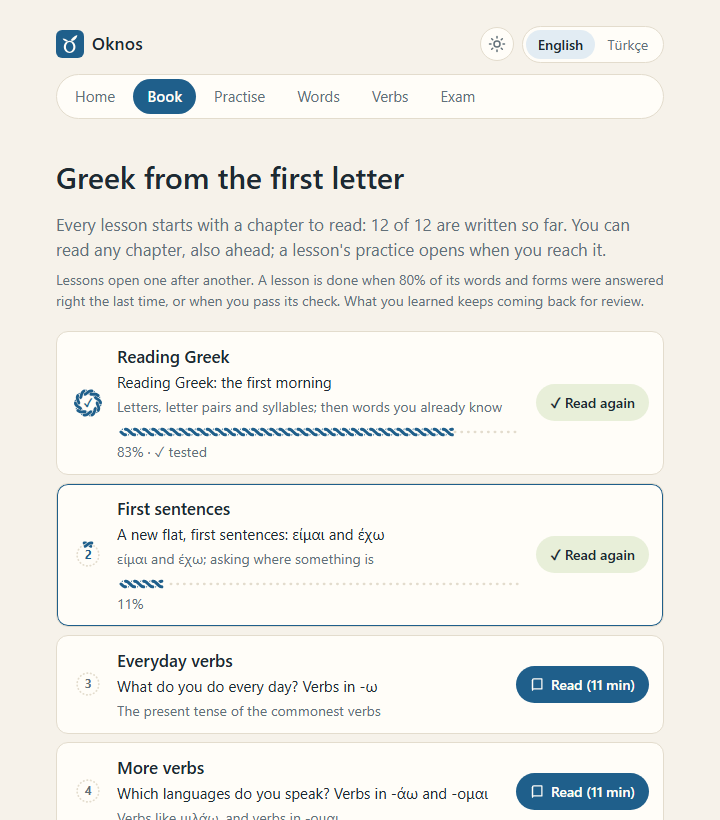 Oknos
English Türkçe
Home Book Practise Words Verbs Exam
Greek from the first letter
Every lesson starts with a chapter to read: 12 of 12 are written so far. You can
read any chapter, also ahead; a lesson's practice opens when you reach it.
Lessons open one after another. A lesson is done when 80% of its words and forms were answered
right the last time, or when you pass its check. What you learned keeps coming back for review.
Reading Greek
Reading Greek: the first morning
Letters, letter pairs and syllables; then words you already know
✓ Read again
83% · ✓ tested
First sentences
A new flat, first sentences: είμαι and έχω
2
είμαι and έχω; asking where something is
✓ Read again
11%
Everyday verbs
3
What do you do every day? Verbs in -ω
Read (11 min)
The present tense of the commonest verbs
More verbs
4
Which languages do you speak? Verbs in -άω and -ομαι
Read (11 min)
Verbs like μιλάω, and verbs in -ομαι